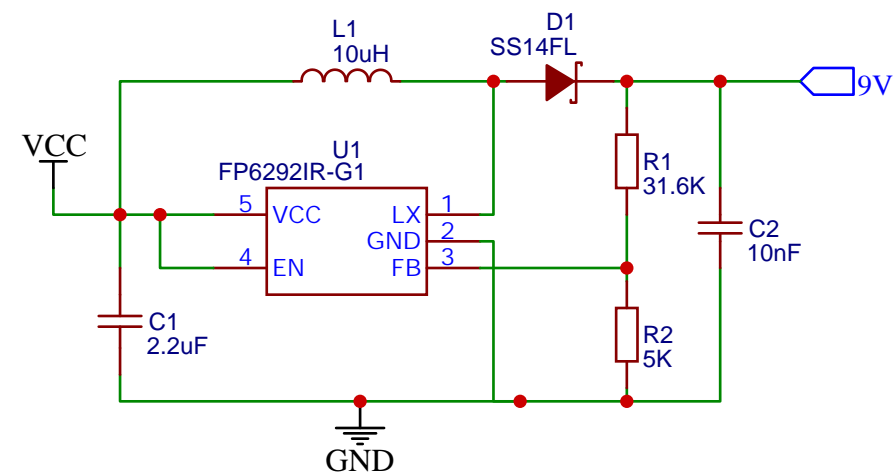 L1
10uH
D1
SS14FL
9V
VCC
U1
FP6292IR-G1
5
VCC
LX
1
GND
2
4
EN
FB
3
R1
31.6K
C2
10nF
C1
2.2uF
R2
5K
GND